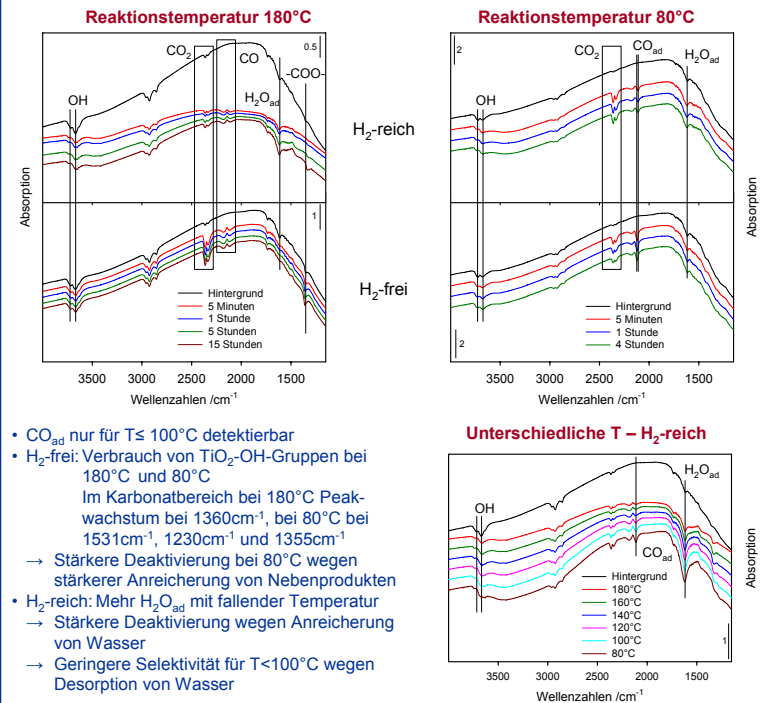 Reaktionstemperatur 180°C
CO₂
CO
0.5
-COO-
OH
H₂Oad
Absorption
1
Hintergrund
5 Minuten
1 Stunde
5 Stunden
15 Stunden
3500 3000 2500 2000 1500
Wellenzahlen /cm⁻¹
H₂-reich
H₂-frei
Reaktionstemperatur 80°C
2
CO₂
COad
H₂Oad
OH
Absorption
Hintergrund
5 Minuten
1 Stunde
4 Stunden
2
3500 3000 2500 2000 1500
Wellenzahlen /cm⁻¹
• COad nur für T≤ 100°C detektierbar
• H₂-frei: Verbrauch von TiO₂-OH-Gruppen bei
180°C und 80°C
Im Karbonatbereich bei 180°C Peak-
wachstum bei 1360cm⁻¹, bei 80°C bei
1531cm⁻¹, 1230cm⁻¹ und 1355cm⁻¹
→ Stärkere Deaktivierung bei 80°C wegen
stärkerer Anreicherung von Nebenprodukten
• H₂-reich: Mehr H₂Oad mit fallender Temperatur
→ Stärkere Deaktivierung wegen Anreicherung
von Wasser
→ Geringere Selektivität für T<100°C wegen
Desorption von Wasser
Unterschiedliche T – H₂-reich
H₂Oad
OH
COad
Absorption
Hintergrund
180°C
160°C
140°C
120°C
100°C
80°C
1
3500 3000 2500 2000 1500
Wellenzahlen /cm⁻¹